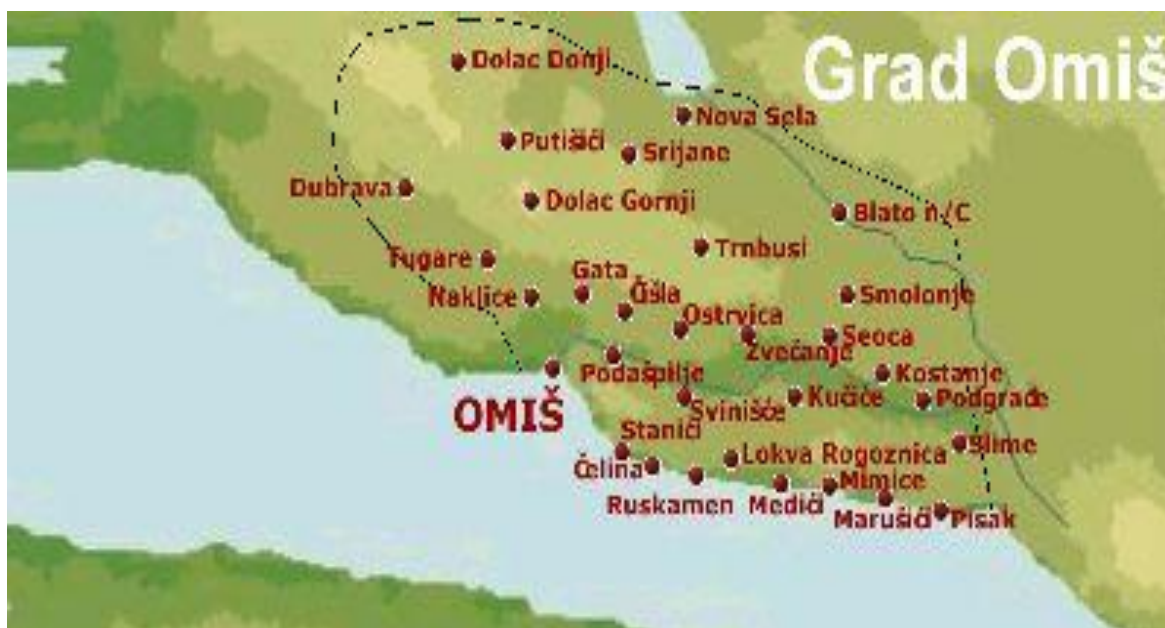 Grad Omiš
Dolac Donji
Nova Sela
Putišići
Srijane
Dubrava
Dolac Gornji
Blato n/C
Trnbusi
Tugare
Gata
Naklice
Čišla
Smolonje
Ostrvica
Seoca
Zvečanje
Podašpilje
Kostanje
OMIŠ
Svinišće
Kučiće
Podgrađe
Stanići
Slime
Lokva Rogoznica
Čelina
Mimice
Ruskamen
Medići
Marušići
Pisak